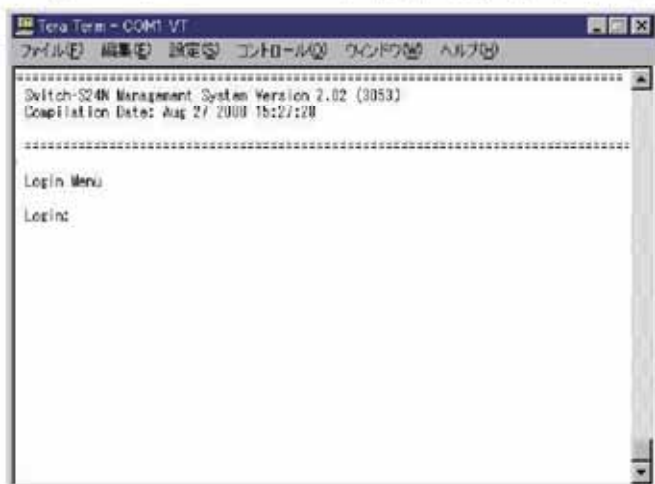 Tera Term - COM1 VT
ファイル(F) 編集(E) 設定(S) コントロール(O) ウィンドウ(W) ヘルプ(H)
Switch-S24N Management System Version 2.02 (3053)
Compilation Date: Aug 27 2008 15:27:28
Login Menu
Login: